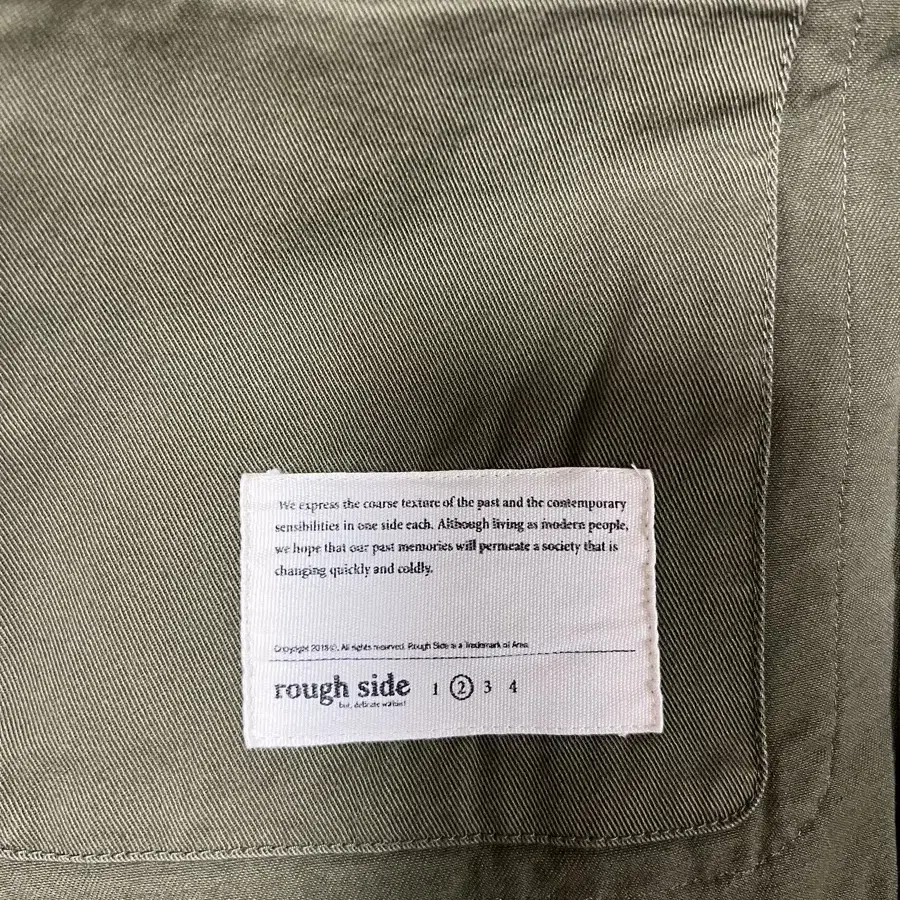 We express the coarse texture of the past and the contemporary
sensibilities in one side each. Although living as modern people,
we hope that our past memories will permeate a society that is
changing quickly and coldly.
Copyright 2018©. All rights reserved. Rough Side is a Trademark of Area.
rough side 1 2 3 4
but, delicate within!